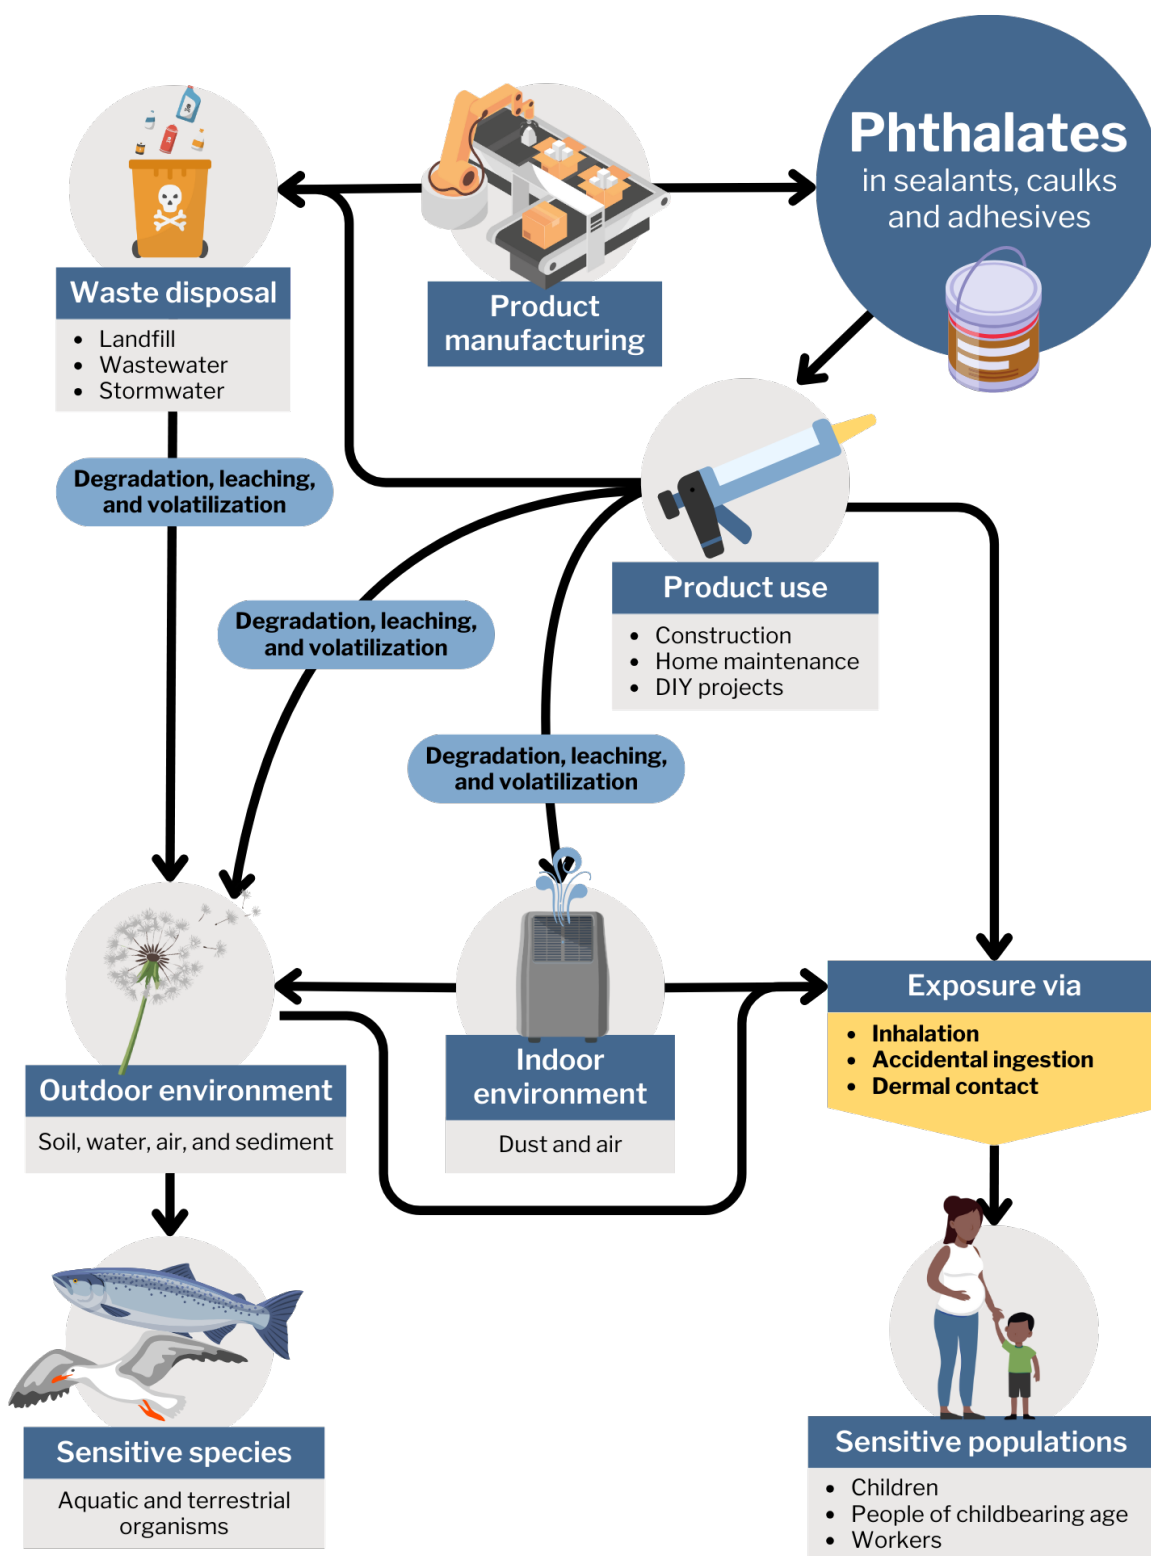 Phthalates
in sealants, caulks
and adhesives
Waste disposal
• Landfill
• Wastewater
• Stormwater
Product
manufacturing
Degradation, leaching,
and volatilization
Product use
• Construction
• Home maintenance
• DIY projects
Degradation, leaching,
and volatilization
Degradation, leaching,
and volatilization
Outdoor environment
Soil, water, air, and sediment
Indoor
environment
Dust and air
Exposure via
• Inhalation
• Accidental ingestion
• Dermal contact
Sensitive species
Aquatic and terrestrial
organisms
Sensitive populations
• Children
• People of childbearing age
• Workers